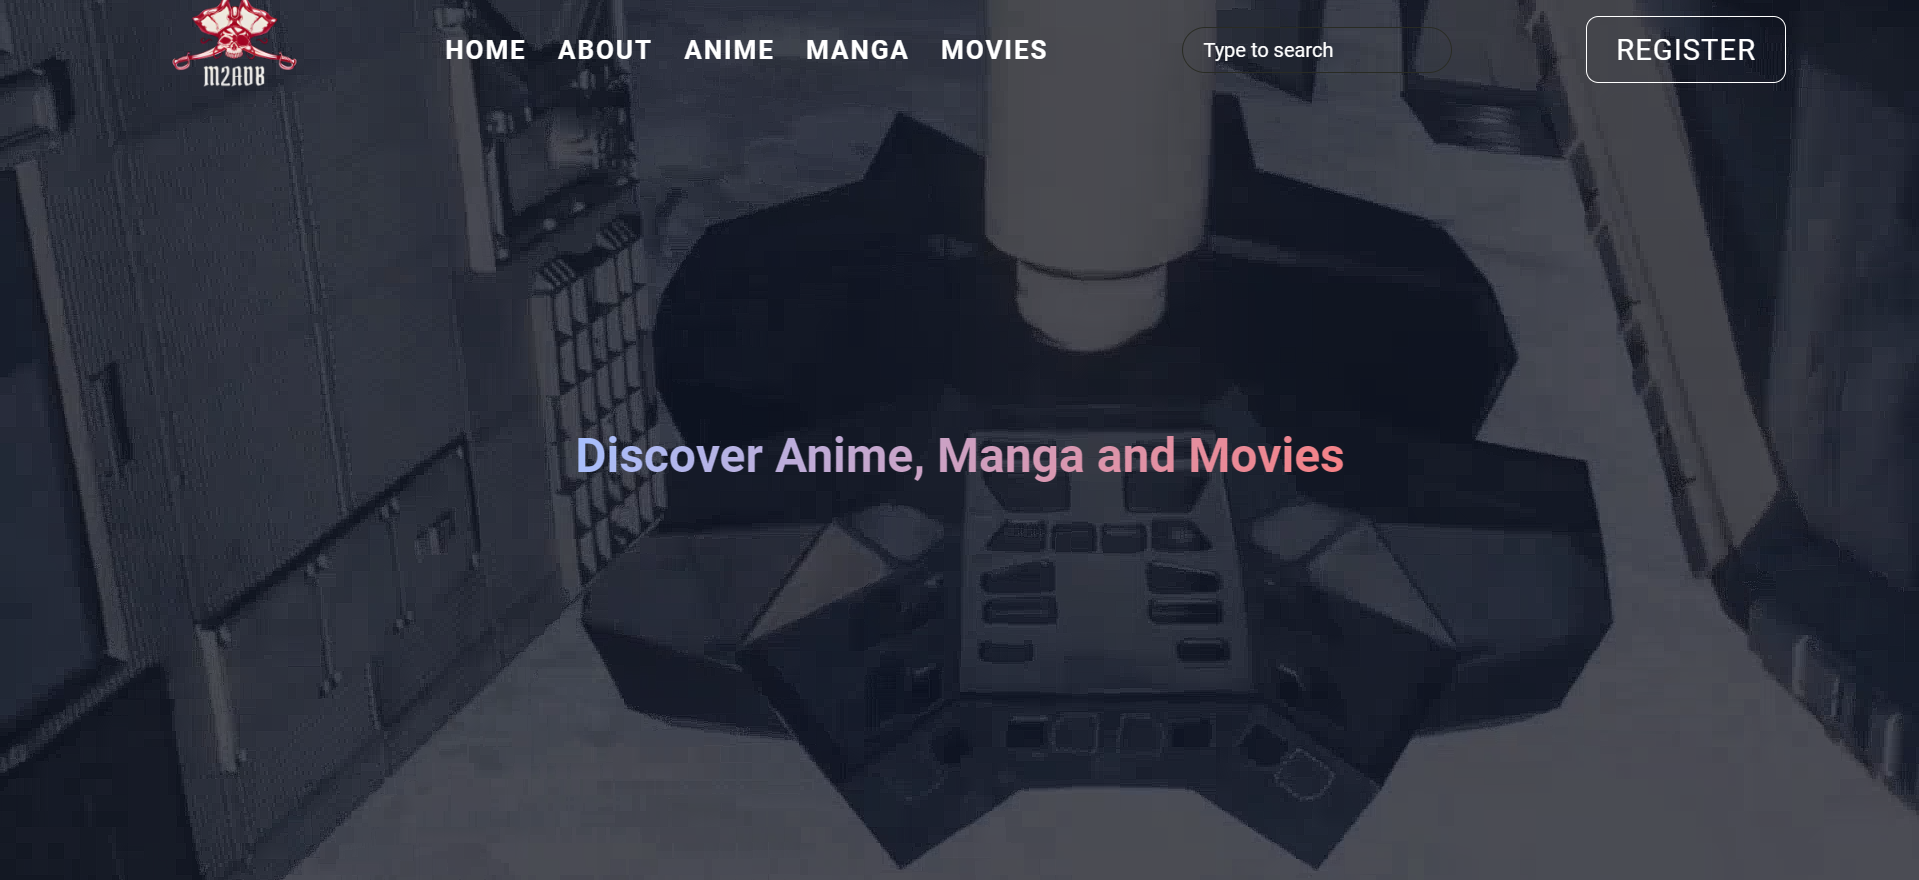 M2ADB
HOME ABOUT ANIME MANGA MOVIES
Type to search
REGISTER
Discover Anime, Manga and Movies